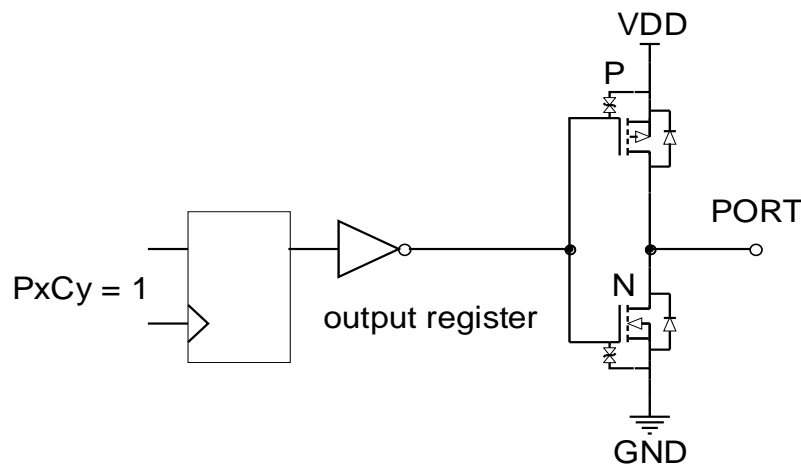 VDD
P
PORT
PxCy = 1
N
output register
GND